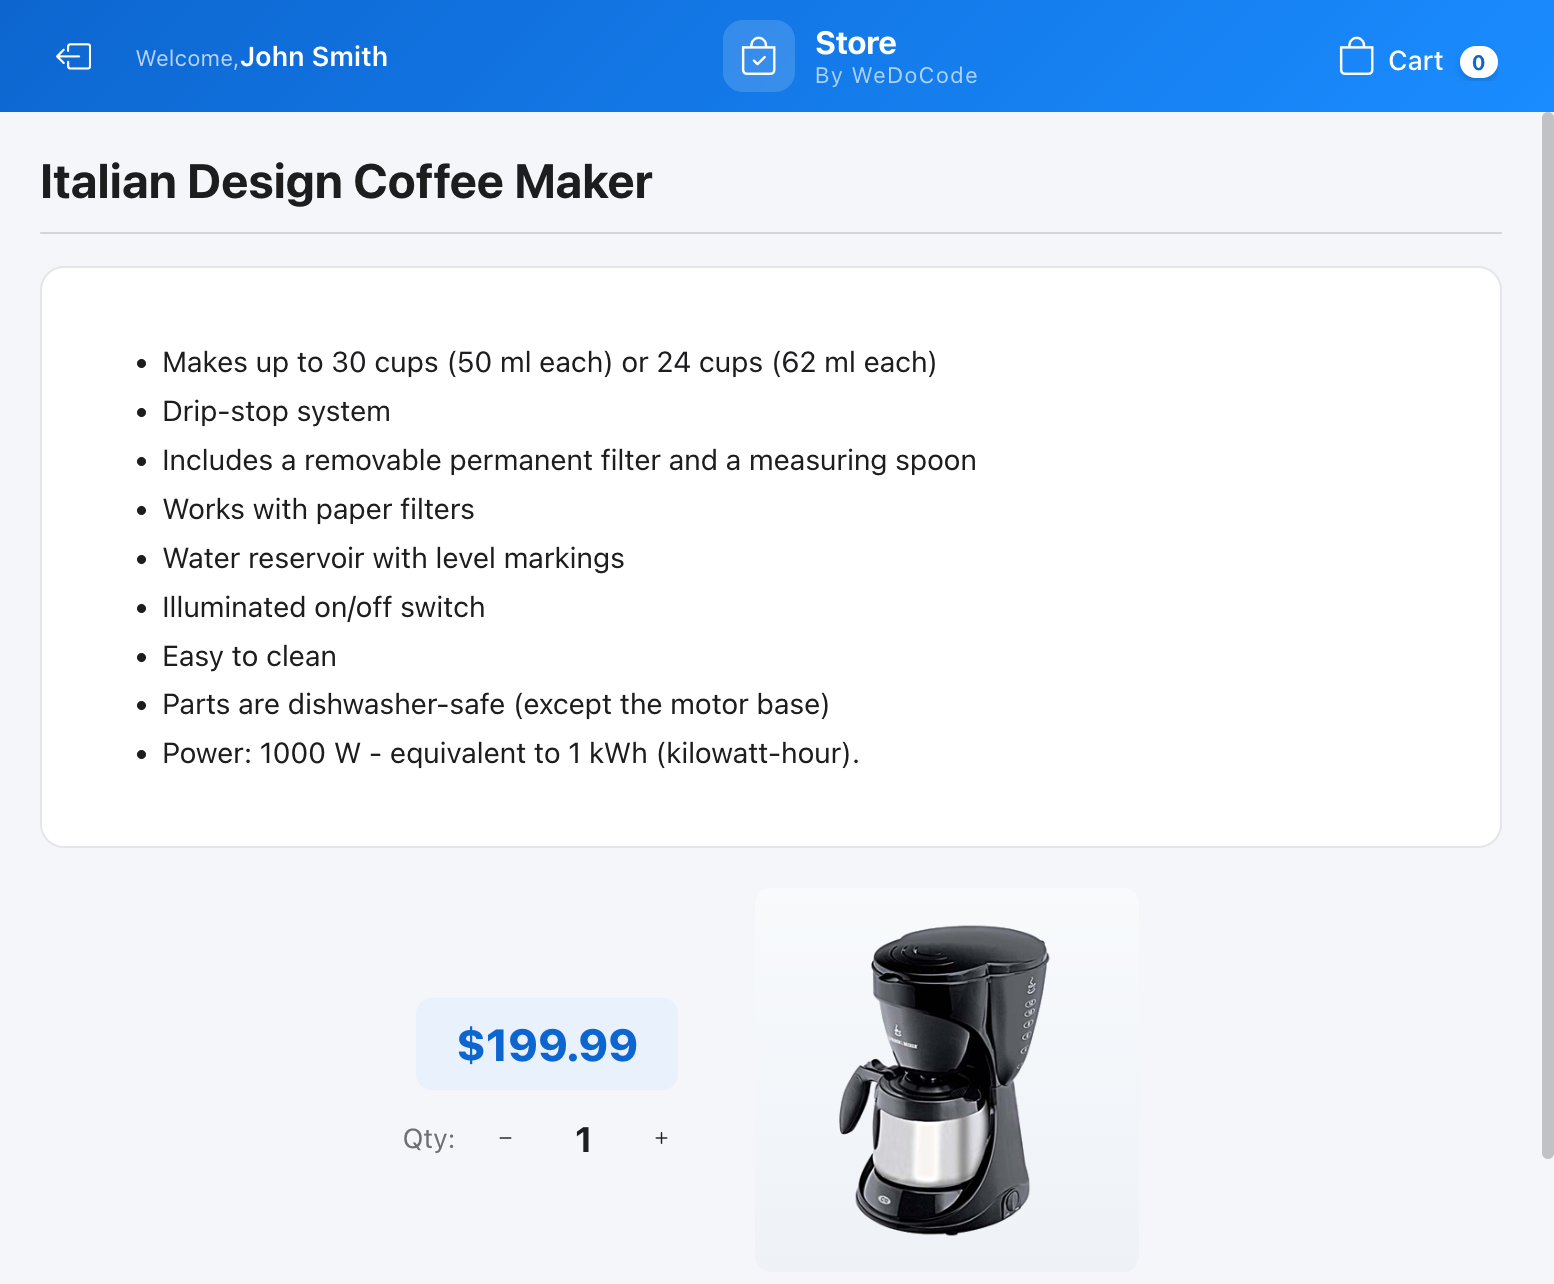 Welcome,John Smith
Store
By WeDoCode
Cart 0
Italian Design Coffee Maker
Makes up to 30 cups (50 ml each) or 24 cups (62 ml each)
Drip-stop system
Includes a removable permanent filter and a measuring spoon
Works with paper filters
Water reservoir with level markings
Illuminated on/off switch
Easy to clean
Parts are dishwasher-safe (except the motor base)
Power: 1000 W - equivalent to 1 kWh (kilowatt-hour).
$199.99
Qty: − 1 +